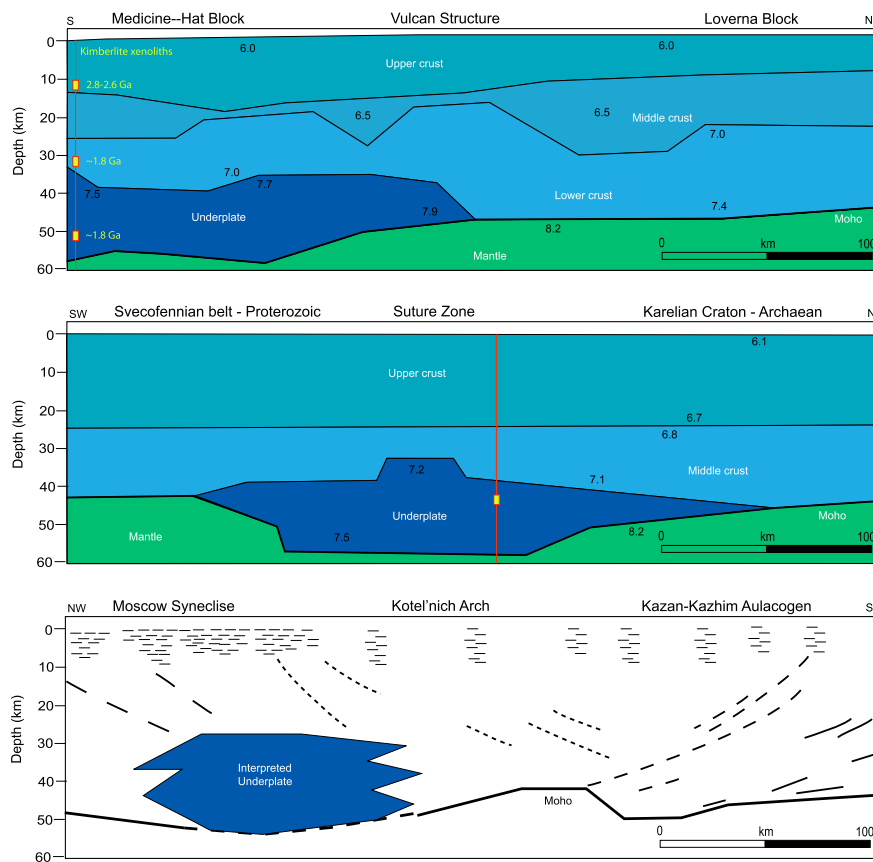 S Medicine--Hat Block Vulcan Structure Loverna Block N
0
10
20
30
40
50
60
Depth (km)
Kimberlite xenoliths
6.0
6.0
Upper crust
2.8-2.6 Ga
6.5
6.5
Middle crust
7.0
~1.8 Ga
7.0
7.7
7.5
Lower crust
7.4
7.9
Underplate
Moho
8.2
~1.8 Ga
0 km 100
Mantle
SW Svecofennian belt - Proterozoic Suture Zone Karelian Craton - Archaean N
0
10
20
30
40
50
60
Depth (km)
6.1
Upper crust
6.7
6.8
7.2
7.1
Middle crust
Underplate
Moho
8.2
7.5
Mantle
0 km 100
NW Moscow Syneclise Kotel'nich Arch Kazan-Kazhim Aulacogen S
0
10
20
30
40
50
60
Depth (km)
Interpreted
Underplate
Moho
0 km 100